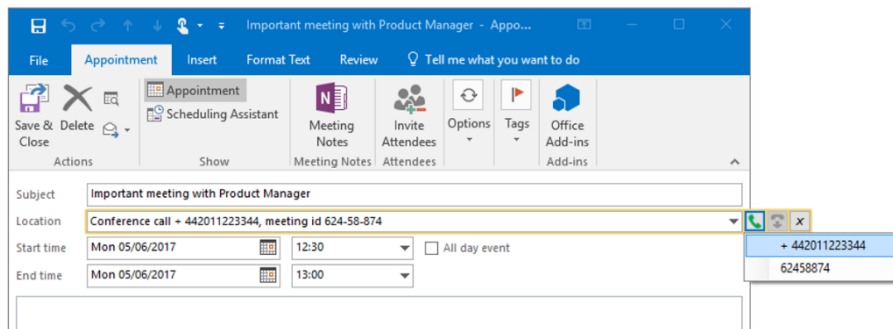 Important meeting with Product Manager - Appo...
File Appointment Insert Format Text Review Tell me what you want to do
Appointment
Scheduling Assistant
Save & Close Delete Meeting Notes Invite Attendees Options Tags Office Add-ins
Actions Show Meeting Notes Attendees Add-ins
Subject Important meeting with Product Manager
Location Conference call + 442011223344, meeting id 624-58-874 x
Start time Mon 05/06/2017 12:30 All day event
+ 442011223344
End time Mon 05/06/2017 13:00
62458874